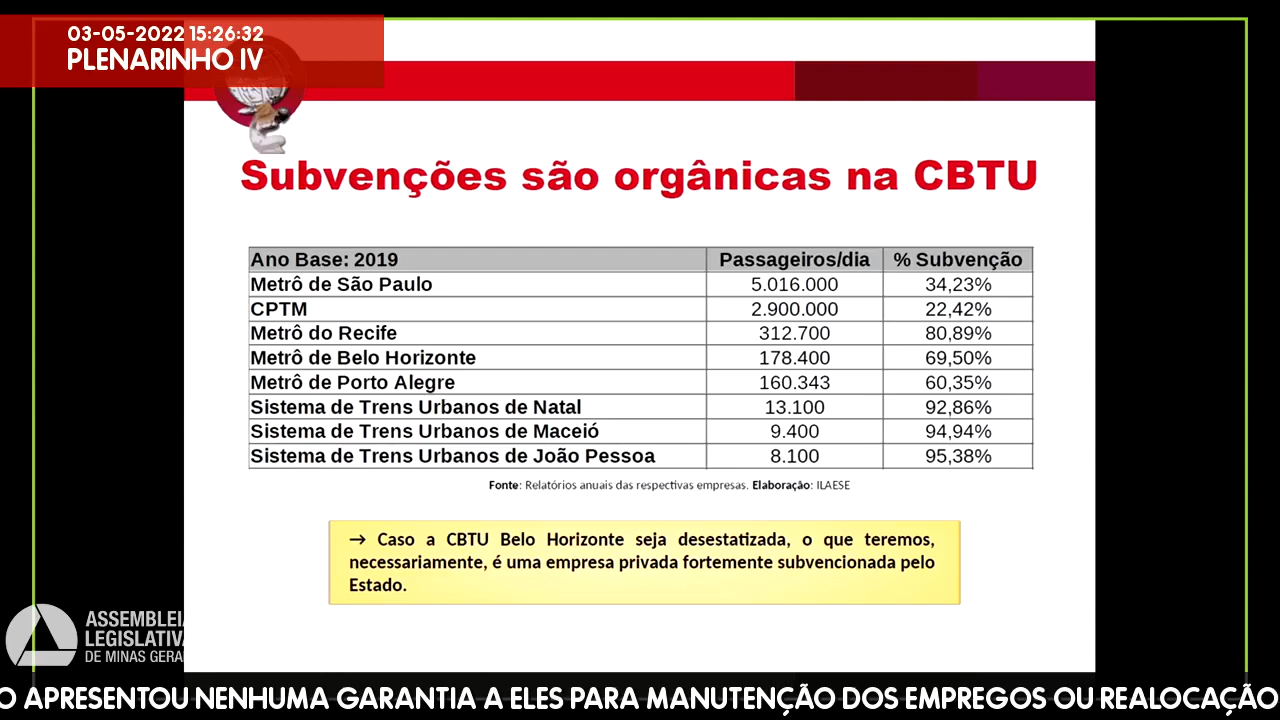 03-05-2022 15:26:32
PLENARINHO IV
Subvenções são orgânicas na CBTU
Ano Base: 2019 Passageiros/dia % Subvenção
Metrô de São Paulo 5.016.000 34,23%
CPTM 2.900.000 22,42%
Metrô do Recife 312.700 80,89%
Metrô de Belo Horizonte 178.400 69,50%
Metrô de Porto Alegre 160.343 60,35%
Sistema de Trens Urbanos de Natal 13.100 92,86%
Sistema de Trens Urbanos de Maceió 9.400 94,94%
Sistema de Trens Urbanos de João Pessoa 8.100 95,38%
Fonte: Relatórios anuais das respectivas empresas. Elaboração: ILAESE
→ Caso a CBTU Belo Horizonte seja desestatizada, o que teremos,
necessariamente, é uma empresa privada fortemente subvencionada pelo
Estado.
ASSEMBLEIA
LEGISLATIVA
DE MINAS GERAI
O APRESENTOU NENHUMA GARANTIA A ELES PARA MANUTENÇÃO DOS EMPREGOS OU REALOCAÇÃO